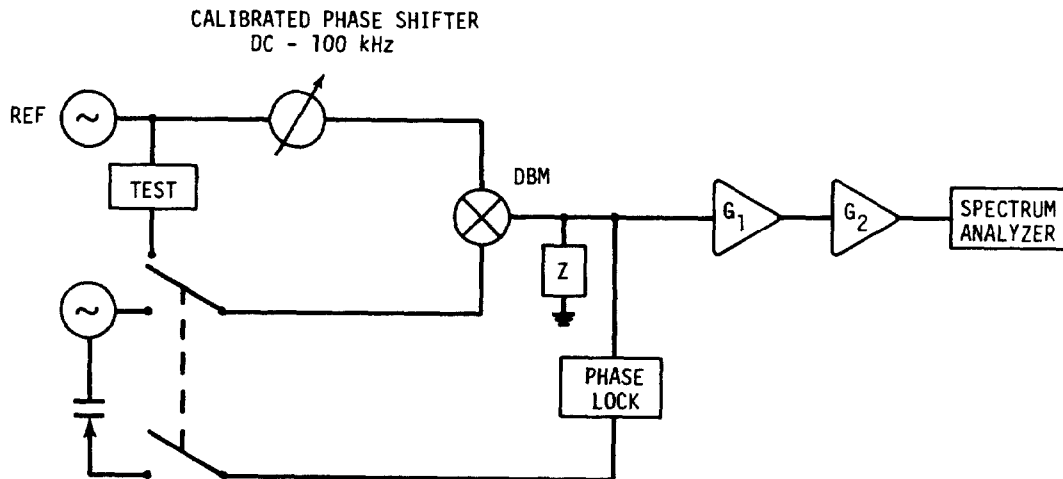 CALIBRATED PHASE SHIFTER
DC - 100 kHz
REF
~
TEST
DBM
G1
G2
SPECTRUM
ANALYZER
Z
~
PHASE
LOCK